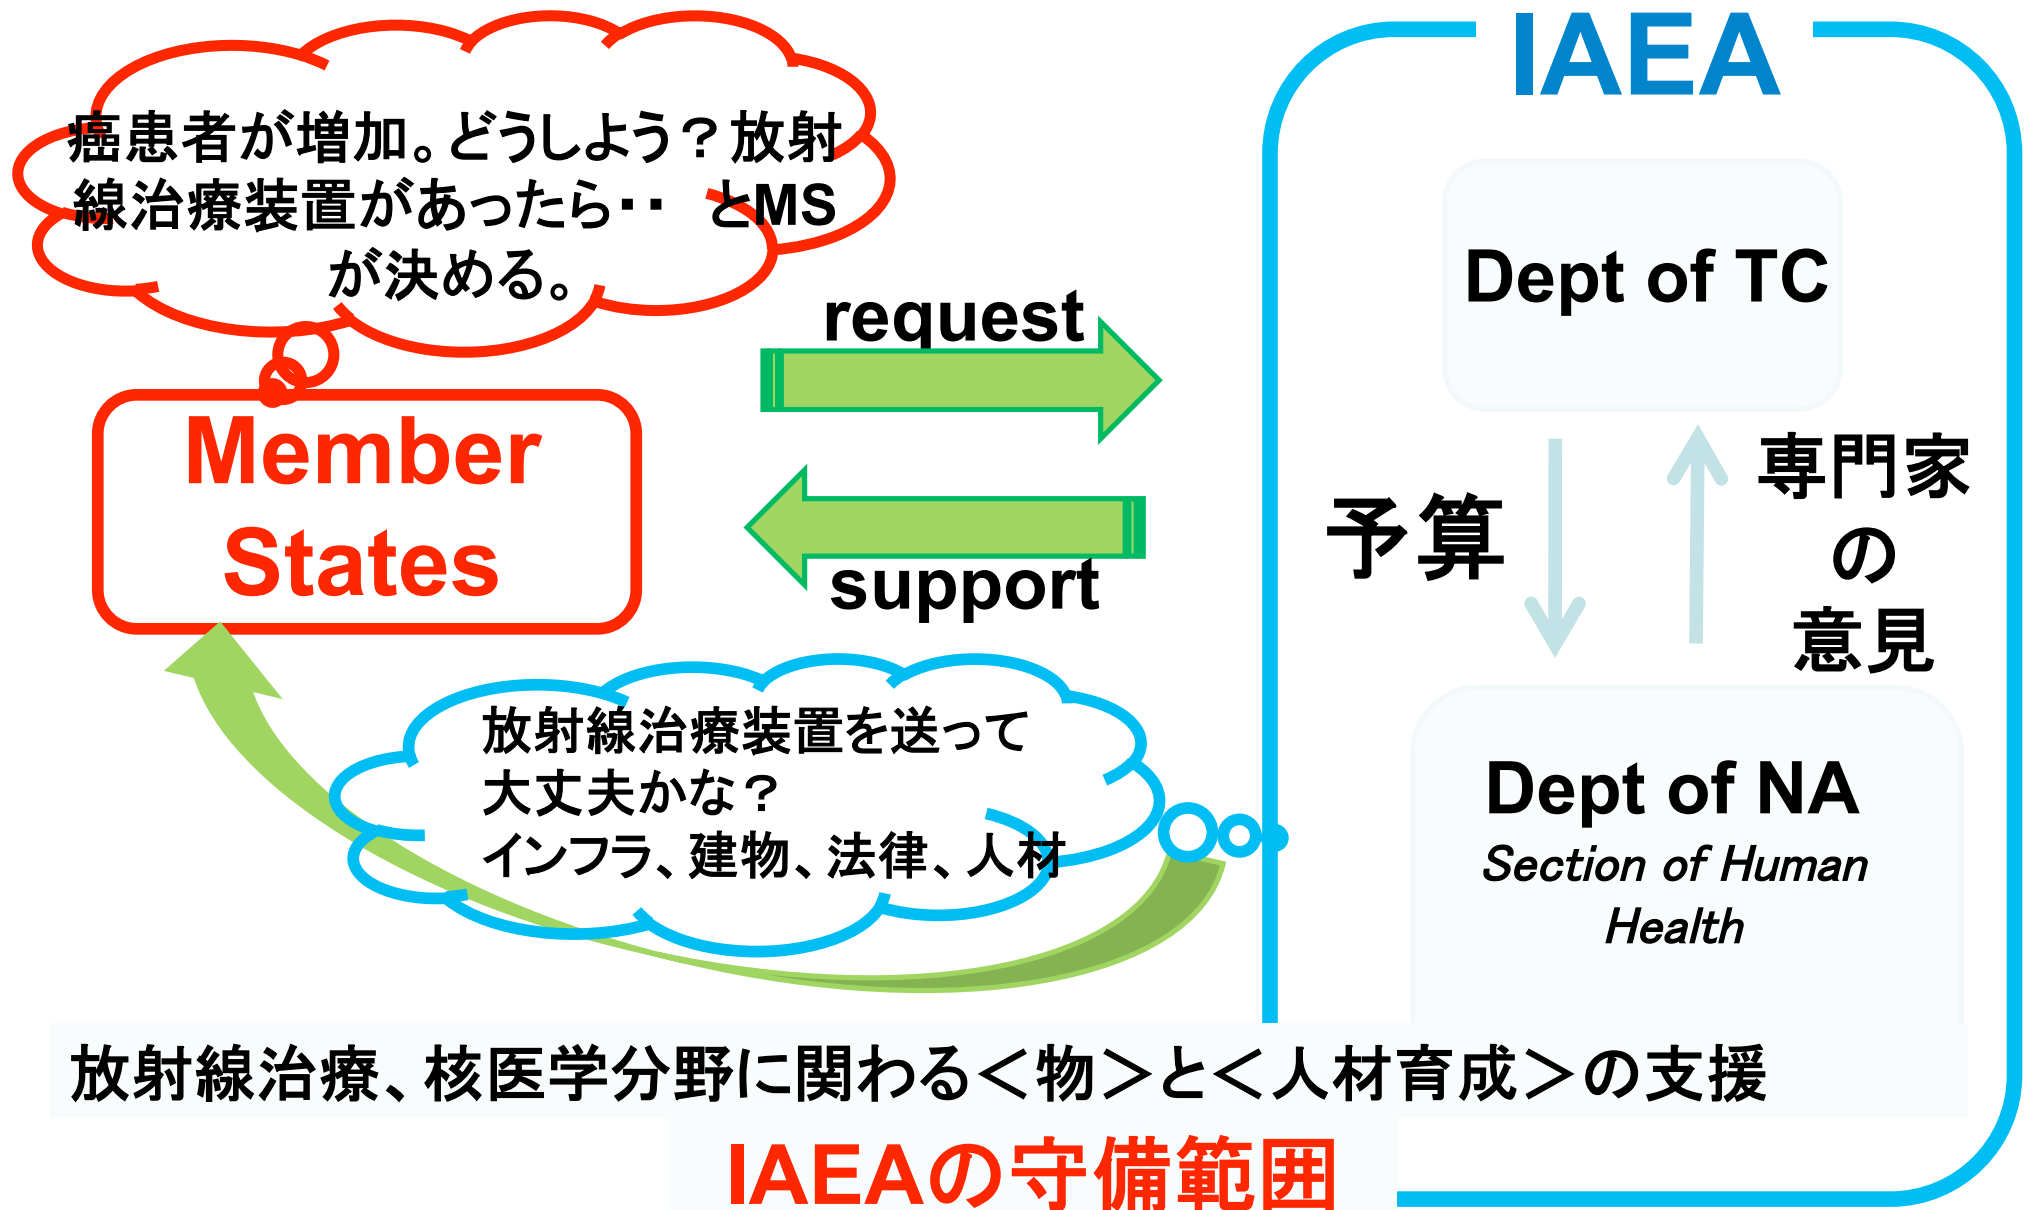 IAEA
癌患者が増加。どうしよう？放射
線治療装置があったら・・　とMS
が決める。
Dept of TC
request
Member
States
専門家
の
意見
予算
support
放射線治療装置を送って
大丈夫かな？
インフラ、建物、法律、人材
Dept of NA
Section of Human
Health
放射線治療、核医学分野に関わる＜物＞と＜人材育成＞の支援
IAEAの守備範囲